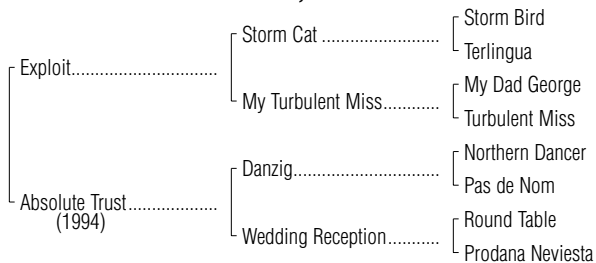 Storm Bird
Storm Cat ........................
Terlingua
Exploit..............................
My Dad George
My Turbulent Miss............
Turbulent Miss
Northern Dancer
Danzig..............................
Pas de Nom
Absolute Trust..................
(1994)
Round Table
Wedding Reception...........
Prodana Neviesta